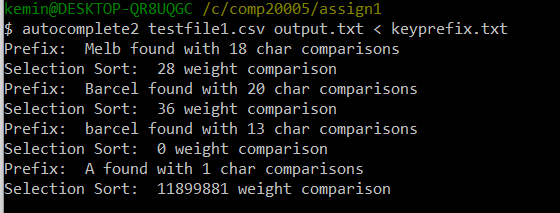 kemin@DESKTOP-QR8UQGC /c/comp20005/assign1
$ autocomplete2 testfile1.csv output.txt < keyprefix.txt
Prefix:  Melb found with 18 char comparisons
Selection Sort:  28 weight comparison
Prefix:  Barcel found with 20 char comparisons
Selection Sort:  36 weight comparison
Prefix:  barcel found with 13 char comparisons
Selection Sort:  0 weight comparison
Prefix:  A found with 1 char comparisons
Selection Sort:  11899881 weight comparison